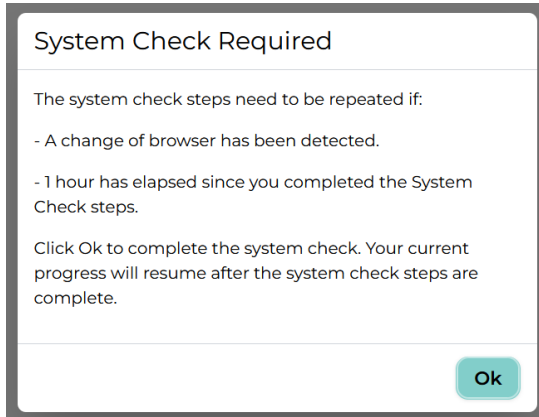 System Check Required
The system check steps need to be repeated if:
- A change of browser has been detected.
- 1 hour has elapsed since you completed the System
Check steps.
Click Ok to complete the system check. Your current
progress will resume after the system check steps are
complete.
Ok